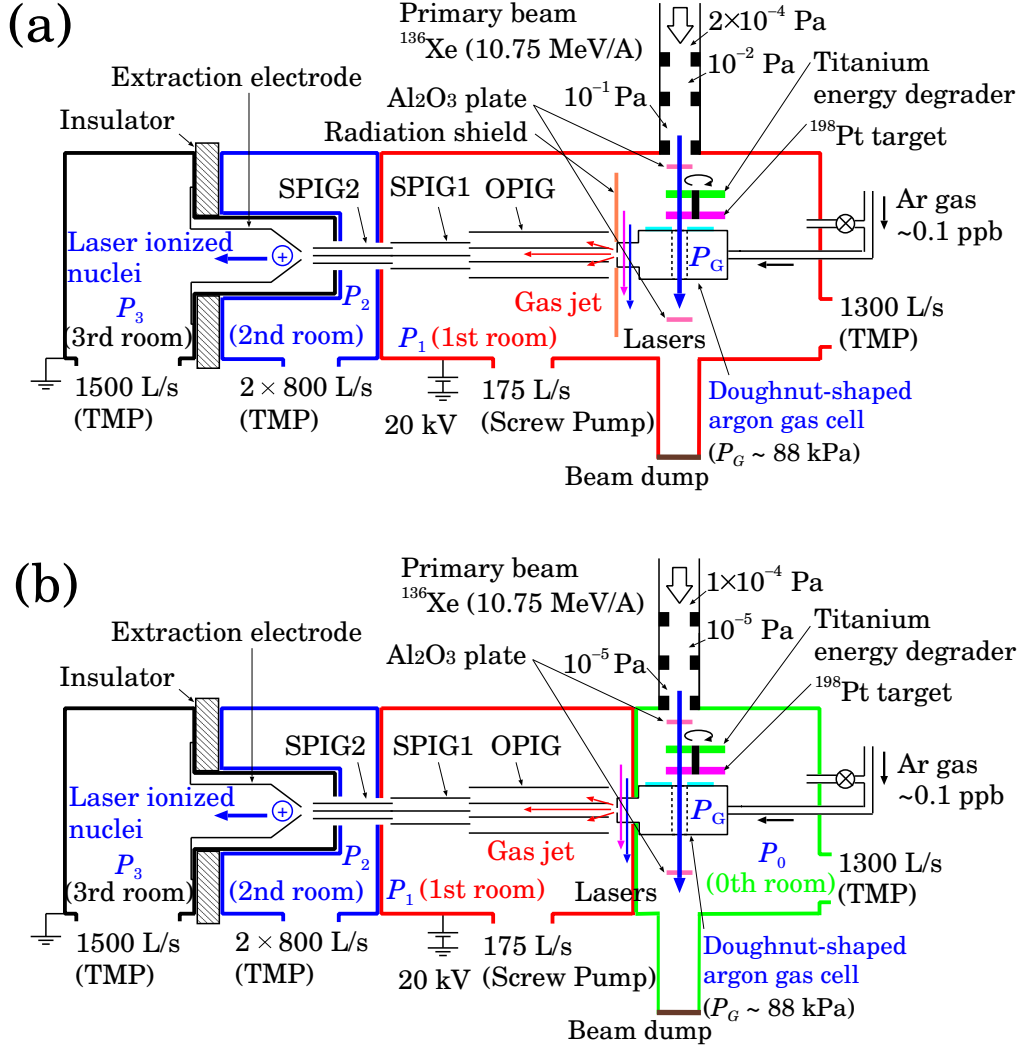 (a)
Primary beam
¹³⁶Xe (10.75 MeV/A)
2×10⁻⁴ Pa
10⁻² Pa
10⁻¹ Pa
Extraction electrode
Insulator
Al₂O₃ plate
Radiation shield
Titanium
energy degrader
¹⁹⁸Pt target
SPIG2
SPIG1
OPIG
Ar gas
~0.1 ppb
Laser ionized
nuclei
+
P₃
(3rd room)
P₂
(2nd room)
P₁ (1st room)
Gas jet
P_G
Lasers
1300 L/s
(TMP)
1500 L/s
(TMP)
2 × 800 L/s
(TMP)
20 kV
175 L/s
(Screw Pump)
Doughnut-shaped
argon gas cell
(P_G ~ 88 kPa)
Beam dump
(b)
Primary beam
¹³⁶Xe (10.75 MeV/A)
1×10⁻⁴ Pa
10⁻⁵ Pa
10⁻⁵ Pa
Extraction electrode
Insulator
Al₂O₃ plate
Titanium
energy degrader
¹⁹⁸Pt target
SPIG2
SPIG1
OPIG
Ar gas
~0.1 ppb
Laser ionized
nuclei
+
P₃
(3rd room)
P₂
(2nd room)
P₁ (1st room)
Gas jet
P_G
Lasers
P₀
(0th room)
1300 L/s
(TMP)
1500 L/s
(TMP)
2 × 800 L/s
(TMP)
20 kV
175 L/s
(Screw Pump)
Doughnut-shaped
argon gas cell
(P_G ~ 88 kPa)
Beam dump